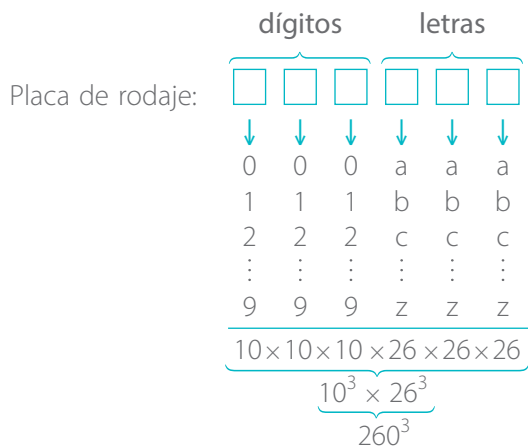 dígitos letras
Placa de rodaje:
0 0 0 a a a
1 1 1 b b b
2 2 2 c c c
⋮ ⋮ ⋮ ⋮ ⋮ ⋮
9 9 9 z z z
10×10×10×26×26×26
10³ × 26³
260³